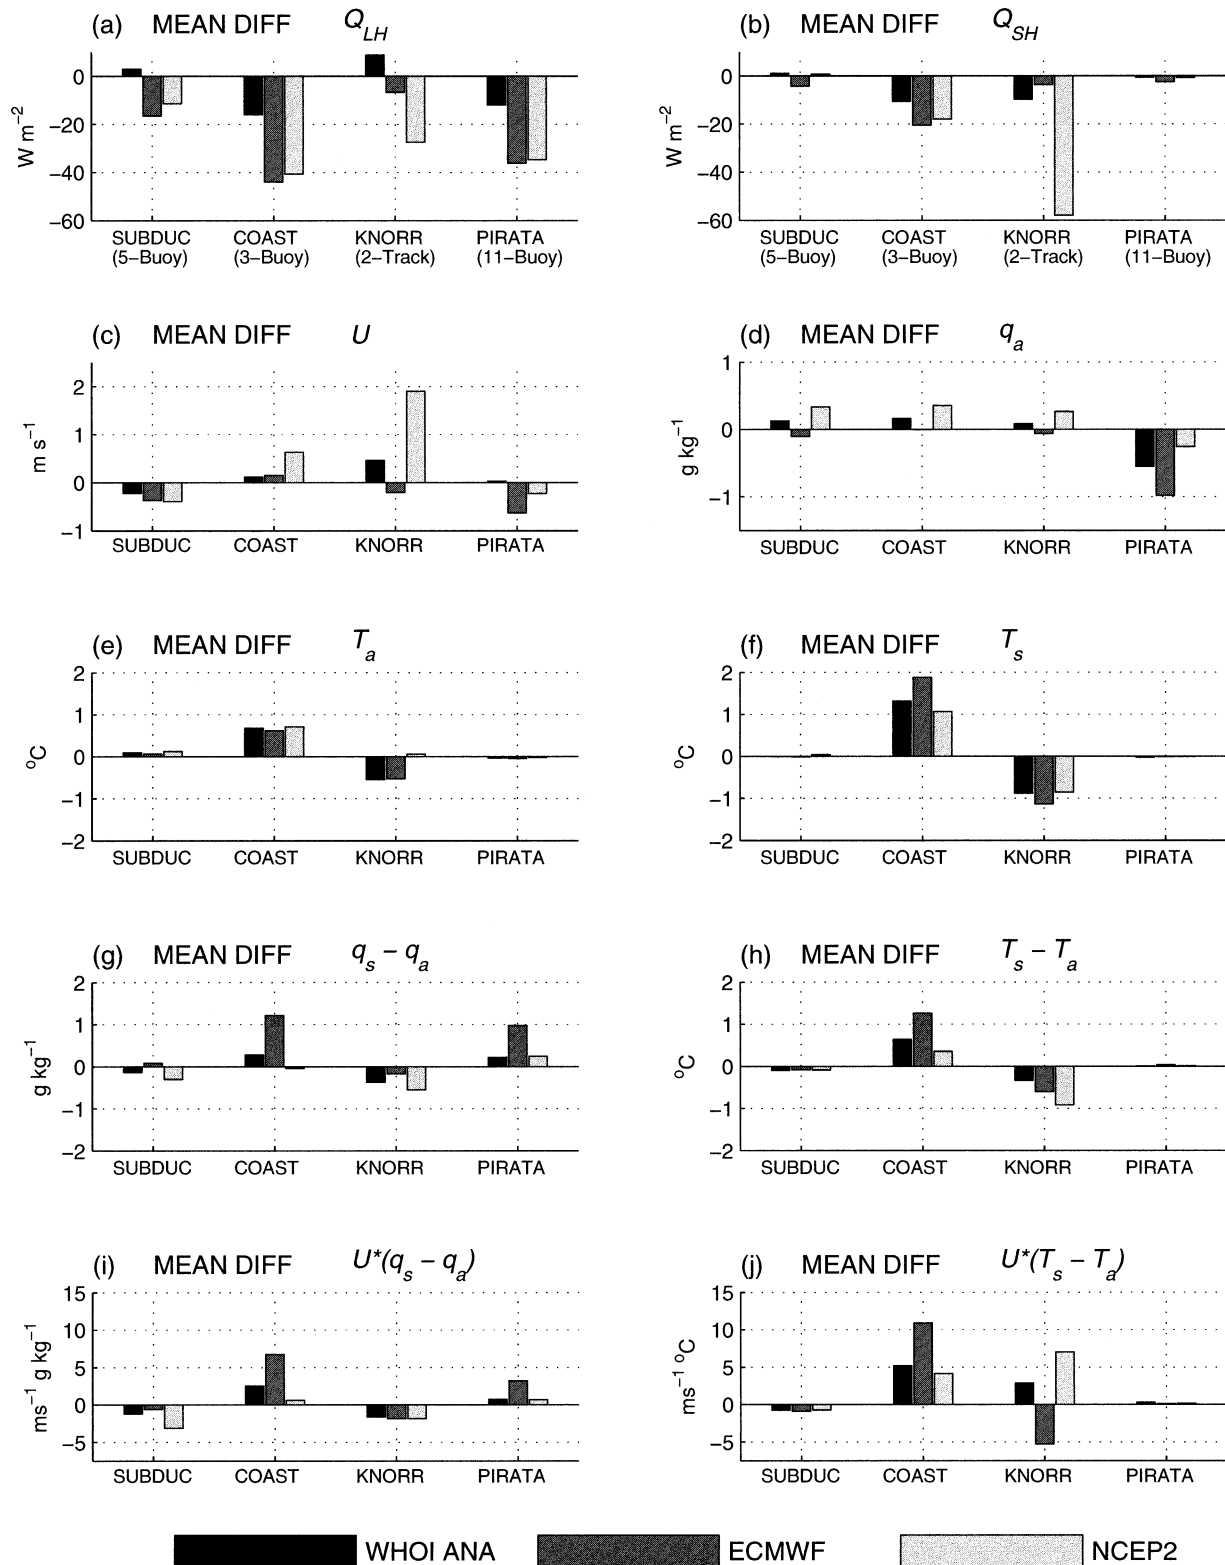 (a) MEAN DIFF Q_LH
0
−20
−40
−60
W m⁻²
SUBDUC COAST KNORR PIRATA
(5−Buoy) (3−Buoy) (2−Track) (11−Buoy)
(b) MEAN DIFF Q_SH
0
−20
−40
−60
W m⁻²
SUBDUC COAST KNORR PIRATA
(5−Buoy) (3−Buoy) (2−Track) (11−Buoy)
(c) MEAN DIFF U
2
1
0
−1
m s⁻¹
SUBDUC COAST KNORR PIRATA
(d) MEAN DIFF q_a
1
0
−1
g kg⁻¹
SUBDUC COAST KNORR PIRATA
(e) MEAN DIFF T_a
2
1
0
−1
−2
°C
SUBDUC COAST KNORR PIRATA
(f) MEAN DIFF T_s
2
1
0
−1
−2
°C
SUBDUC COAST KNORR PIRATA
(g) MEAN DIFF q_s − q_a
2
1
0
−1
−2
g kg⁻¹
SUBDUC COAST KNORR PIRATA
(h) MEAN DIFF T_s − T_a
2
1
0
−1
−2
°C
SUBDUC COAST KNORR PIRATA
(i) MEAN DIFF U*(q_s − q_a)
15
10
5
0
−5
ms⁻¹ g kg⁻¹
SUBDUC COAST KNORR PIRATA
(j) MEAN DIFF U*(T_s − T_a)
15
10
5
0
−5
ms⁻¹ °C
SUBDUC COAST KNORR PIRATA
WHOI ANA ECMWF NCEP2